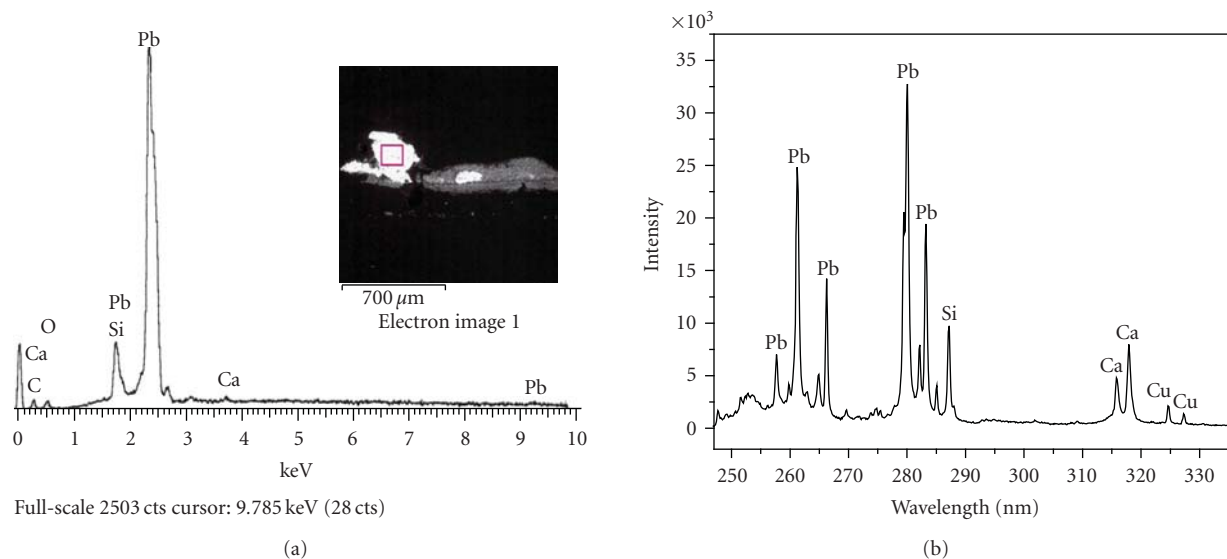 Pb
Pb
Si
O
Ca
C
Ca
Pb
0 1 2 3 4 5 6 7 8 9 10
keV
700 µm
Electron image 1
Full-scale 2503 cts cursor: 9.785 keV (28 cts)
(a)
×10³
35
30
25
20
15
10
5
0
Intensity
Pb
Pb
Pb
Pb
Pb
Si
Ca
Ca
Cu
Cu
250 260 270 280 290 300 310 320 330
Wavelength (nm)
(b)